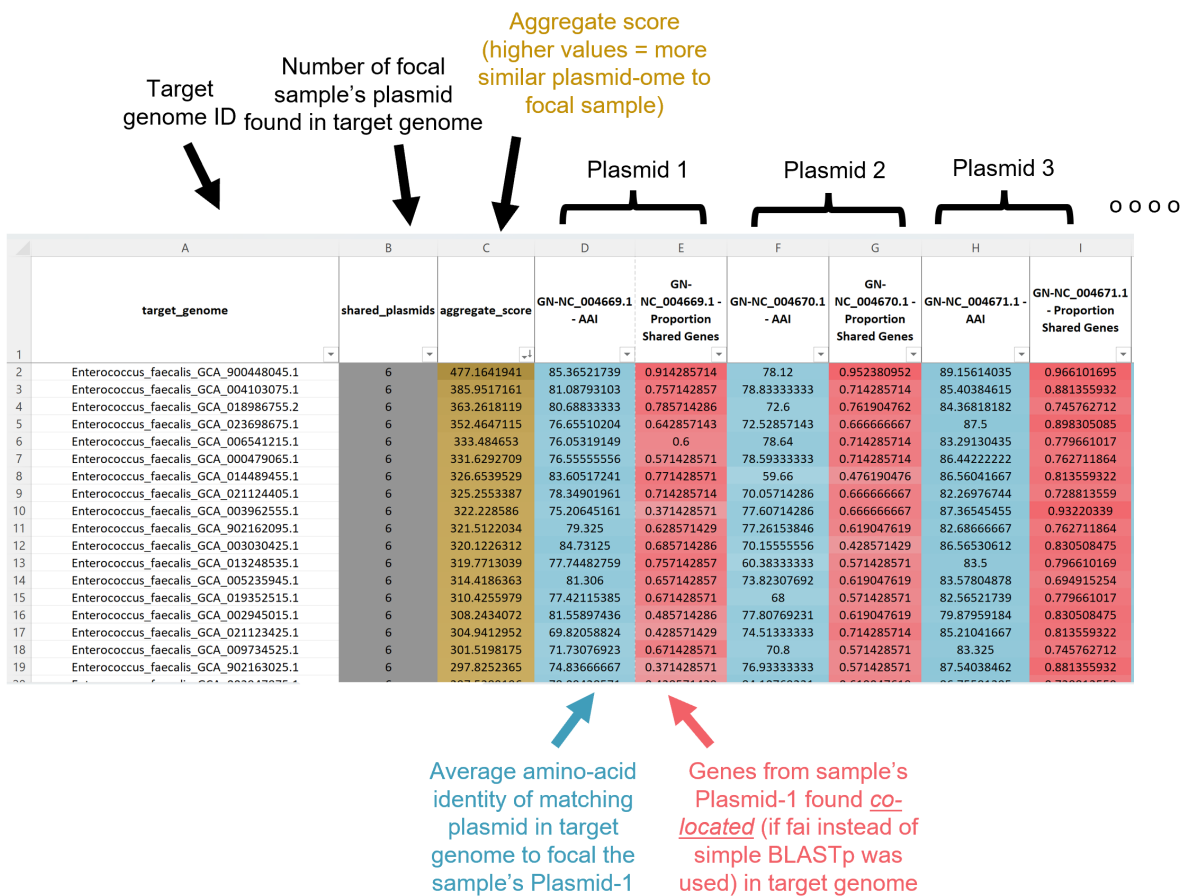 Aggregate score
(higher values = more
similar plasmid-ome to
focal sample)
Number of focal
sample's plasmid
found in target genome
Target
genome ID
Plasmid 1
Plasmid 2
Plasmid 3
o o o o
A B C D E F G H I
1 target_genome shared_plasmids aggregate_score GN-NC_004669.1 - AAI GN-NC_004669.1 - Proportion Shared Genes GN-NC_004670.1 - AAI GN-NC_004670.1 - Proportion Shared Genes GN-NC_004671.1 - AAI GN-NC_004671.1 - Proportion Shared Genes
2 Enterococcus_faecalis_GCA_900448045.1 6 477.1641941 85.36521739 0.914285714 78.12 0.952380952 89.15614035 0.966101695
3 Enterococcus_faecalis_GCA_004103075.1 6 385.9517161 81.08793103 0.757142857 78.83333333 0.714285714 85.40384615 0.881355932
4 Enterococcus_faecalis_GCA_018986755.2 6 363.2618119 80.68833333 0.785714286 72.6 0.761904762 84.36818182 0.745762712
5 Enterococcus_faecalis_GCA_023698675.1 6 352.4647115 76.65510204 0.642857143 72.52857143 0.666666667 87.5 0.898305085
6 Enterococcus_faecalis_GCA_006541215.1 6 333.484653 76.05319149 0.6 78.64 0.714285714 83.29130435 0.779661017
7 Enterococcus_faecalis_GCA_000479065.1 6 331.6292709 76.55555556 0.571428571 78.59333333 0.714285714 86.44222222 0.762711864
8 Enterococcus_faecalis_GCA_014489455.1 6 326.6539529 83.60517241 0.771428571 59.66 0.476190476 86.56041667 0.813559322
9 Enterococcus_faecalis_GCA_021124405.1 6 325.2553387 78.34901961 0.714285714 70.05714286 0.666666667 82.26976744 0.728813559
10 Enterococcus_faecalis_GCA_003962555.1 6 322.228586 75.20645161 0.371428571 77.60714286 0.666666667 87.36545455 0.93220339
11 Enterococcus_faecalis_GCA_902162095.1 6 321.5122034 79.325 0.628571429 77.26153846 0.619047619 82.68666667 0.762711864
12 Enterococcus_faecalis_GCA_003030425.1 6 320.1226312 84.73125 0.685714286 70.15555556 0.428571429 86.56530612 0.830508475
13 Enterococcus_faecalis_GCA_013248535.1 6 319.7713039 77.74482759 0.757142857 60.38333333 0.571428571 83.5 0.796610169
14 Enterococcus_faecalis_GCA_005235945.1 6 314.4186363 81.306 0.657142857 73.82307692 0.619047619 83.57804878 0.694915254
15 Enterococcus_faecalis_GCA_019352515.1 6 310.4255979 77.42115385 0.671428571 68 0.571428571 82.56521739 0.779661017
16 Enterococcus_faecalis_GCA_002945015.1 6 308.2434072 81.55897436 0.485714286 77.80769231 0.619047619 79.87959184 0.830508475
17 Enterococcus_faecalis_GCA_021123425.1 6 304.9412952 69.82058824 0.428571429 74.51333333 0.714285714 85.21041667 0.813559322
18 Enterococcus_faecalis_GCA_009734525.1 6 301.5198175 71.73076923 0.671428571 70.8 0.571428571 83.325 0.745762712
19 Enterococcus_faecalis_GCA_902163025.1 6 297.8252365 74.83666667 0.371428571 76.93333333 0.571428571 87.54038462 0.881355932
Average amino-acid
identity of matching
plasmid in target
genome to focal the
sample's Plasmid-1
Genes from sample's
Plasmid-1 found co-
located (if fai instead of
simple BLASTp was
used) in target genome